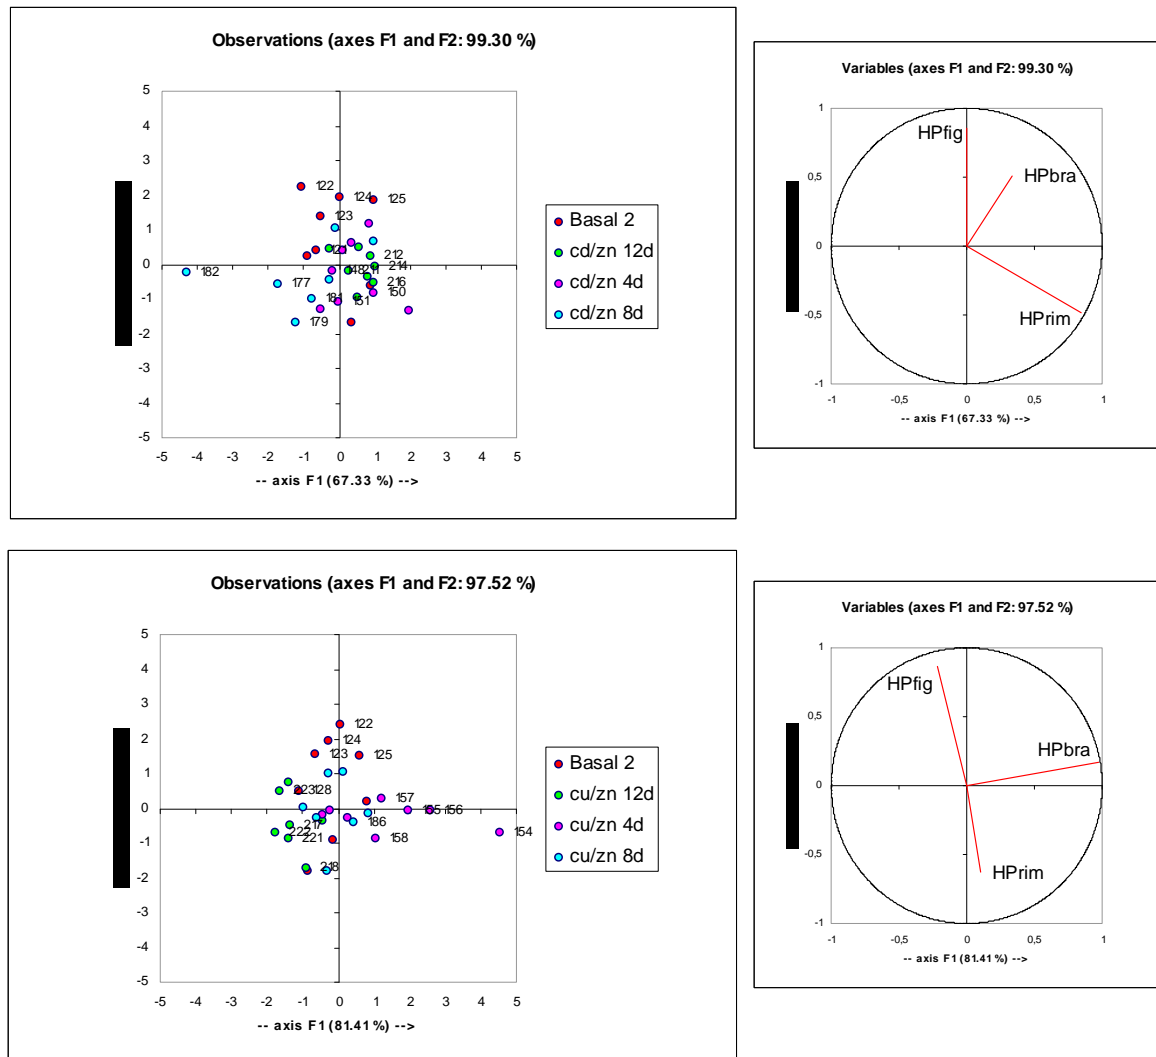 Observations (axes F1 and F2: 99.30 %)
5
4
3
2
1
0
-1
-2
-3
-4
-5
-5 -4 -3 -2 -1 0 1 2 3 4 5
-- axis F1 (67.33 %) -->
122
124
125
123
212
148
214
182
177
216
181
151
150
179
Basal 2
cd/zn 12d
cd/zn 4d
cd/zn 8d
Variables (axes F1 and F2: 99.30 %)
1
0,5
0
-0,5
-1
-1 -0,5 0 0,5 1
HPfig
HPbra
HPrim
-- axis F1 (67.33 %) -->
Observations (axes F1 and F2: 97.52 %)
5
4
3
2
1
0
-1
-2
-3
-4
-5
-5 -4 -3 -2 -1 0 1 2 3 4 5
-- axis F1 (81.41 %) -->
122
124
123
125
223
128
157
156
217
186
154
221
158
218
Basal 2
cu/zn 12d
cu/zn 4d
cu/zn 8d
Variables (axes F1 and F2: 97.52 %)
1
0,5
0
-0,5
-1
-1 -0,5 0 0,5 1
HPfig
HPbra
HPrim
-- axis F1 (81.41 %) -->